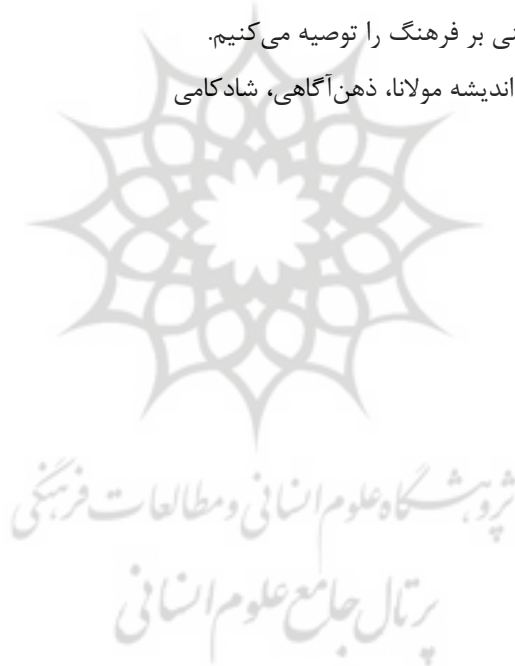 نی بر فرهنگ را توصیه می‌کنیم.
اندیشه مولانا، ذهن‌آگاهی، شادکامی
پژوهشگاه علوم انسانی و مطالعات فرهنگی
پرتال جامع علوم انسانی